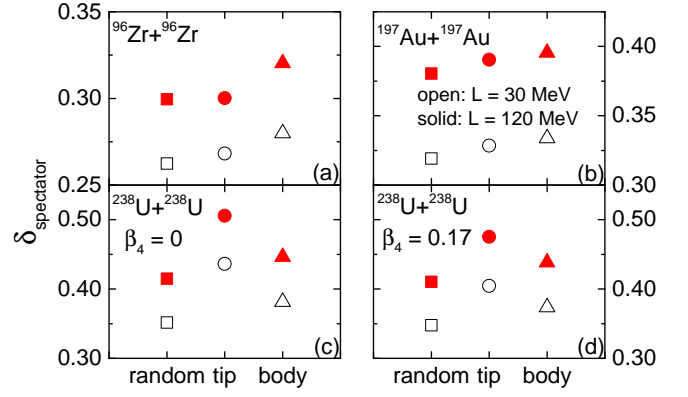 ⁹⁶Zr+⁹⁶Zr
0.30
0.25
(a)
¹⁹⁷Au+¹⁹⁷Au
open: L = 30 MeV
solid: L = 120 MeV
0.40
0.35
0.30
(b)
δspectator
²³⁸U+²³⁸U
β₄ = 0
0.50
0.40
0.30
(c)
random tip body
²³⁸U+²³⁸U
β₄ = 0.17
0.50
0.40
0.30
(d)
random tip body